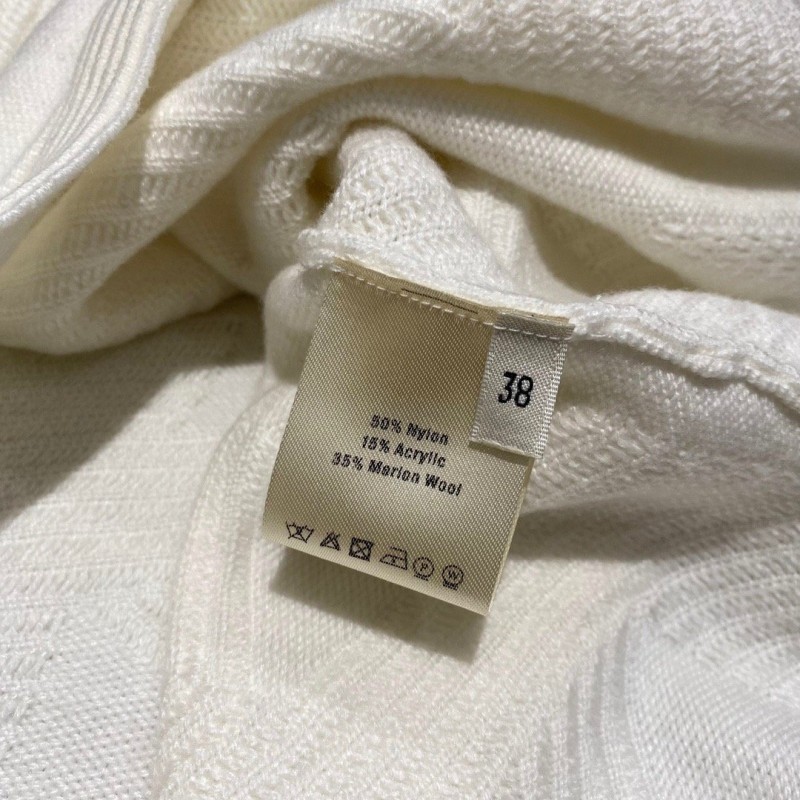 38
50% Nylon
15% Acrylic
35% Merion Wool
P W